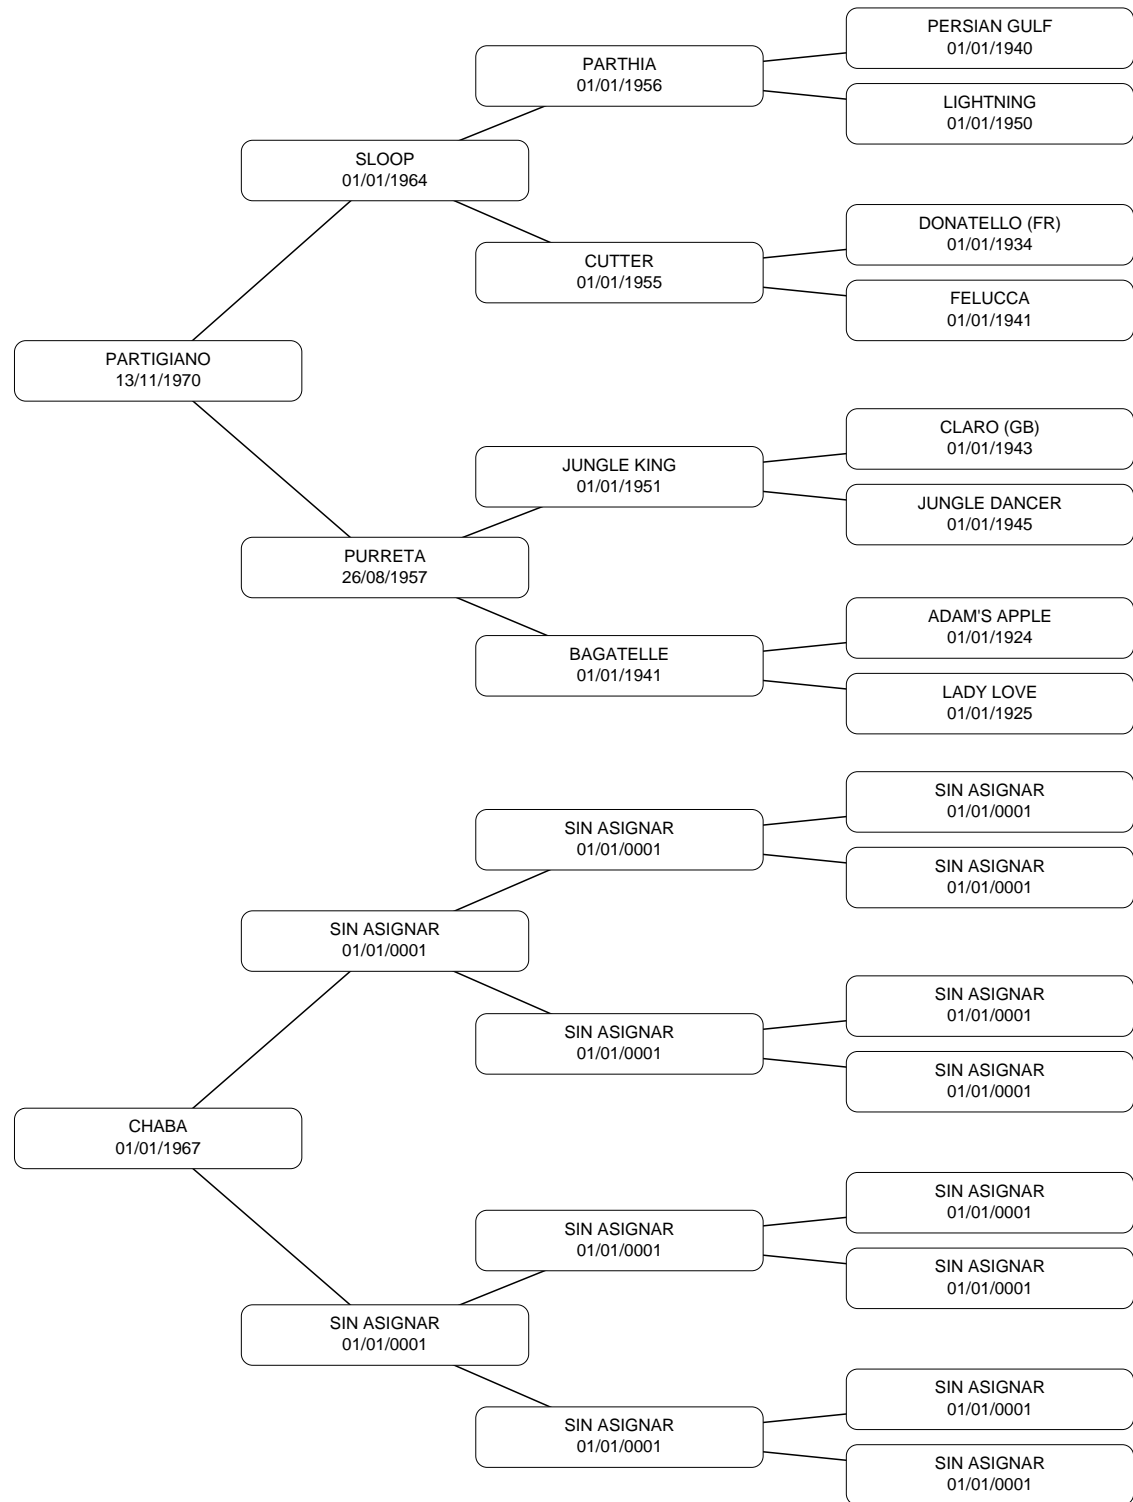 PERSIAN GULF
01/01/1940
PARTHIA
01/01/1956
LIGHTNING
01/01/1950
SLOOP
01/01/1964
DONATELLO (FR)
01/01/1934
CUTTER
01/01/1955
FELUCCA
01/01/1941
PARTIGIANO
13/11/1970
CLARO (GB)
01/01/1943
JUNGLE KING
01/01/1951
JUNGLE DANCER
01/01/1945
PURRETA
26/08/1957
ADAM'S APPLE
01/01/1924
BAGATELLE
01/01/1941
LADY LOVE
01/01/1925
SIN ASIGNAR
01/01/0001
SIN ASIGNAR
01/01/0001
SIN ASIGNAR
01/01/0001
SIN ASIGNAR
01/01/0001
SIN ASIGNAR
01/01/0001
SIN ASIGNAR
01/01/0001
SIN ASIGNAR
01/01/0001
CHABA
01/01/1967
SIN ASIGNAR
01/01/0001
SIN ASIGNAR
01/01/0001
SIN ASIGNAR
01/01/0001
SIN ASIGNAR
01/01/0001
SIN ASIGNAR
01/01/0001
SIN ASIGNAR
01/01/0001
SIN ASIGNAR
01/01/0001